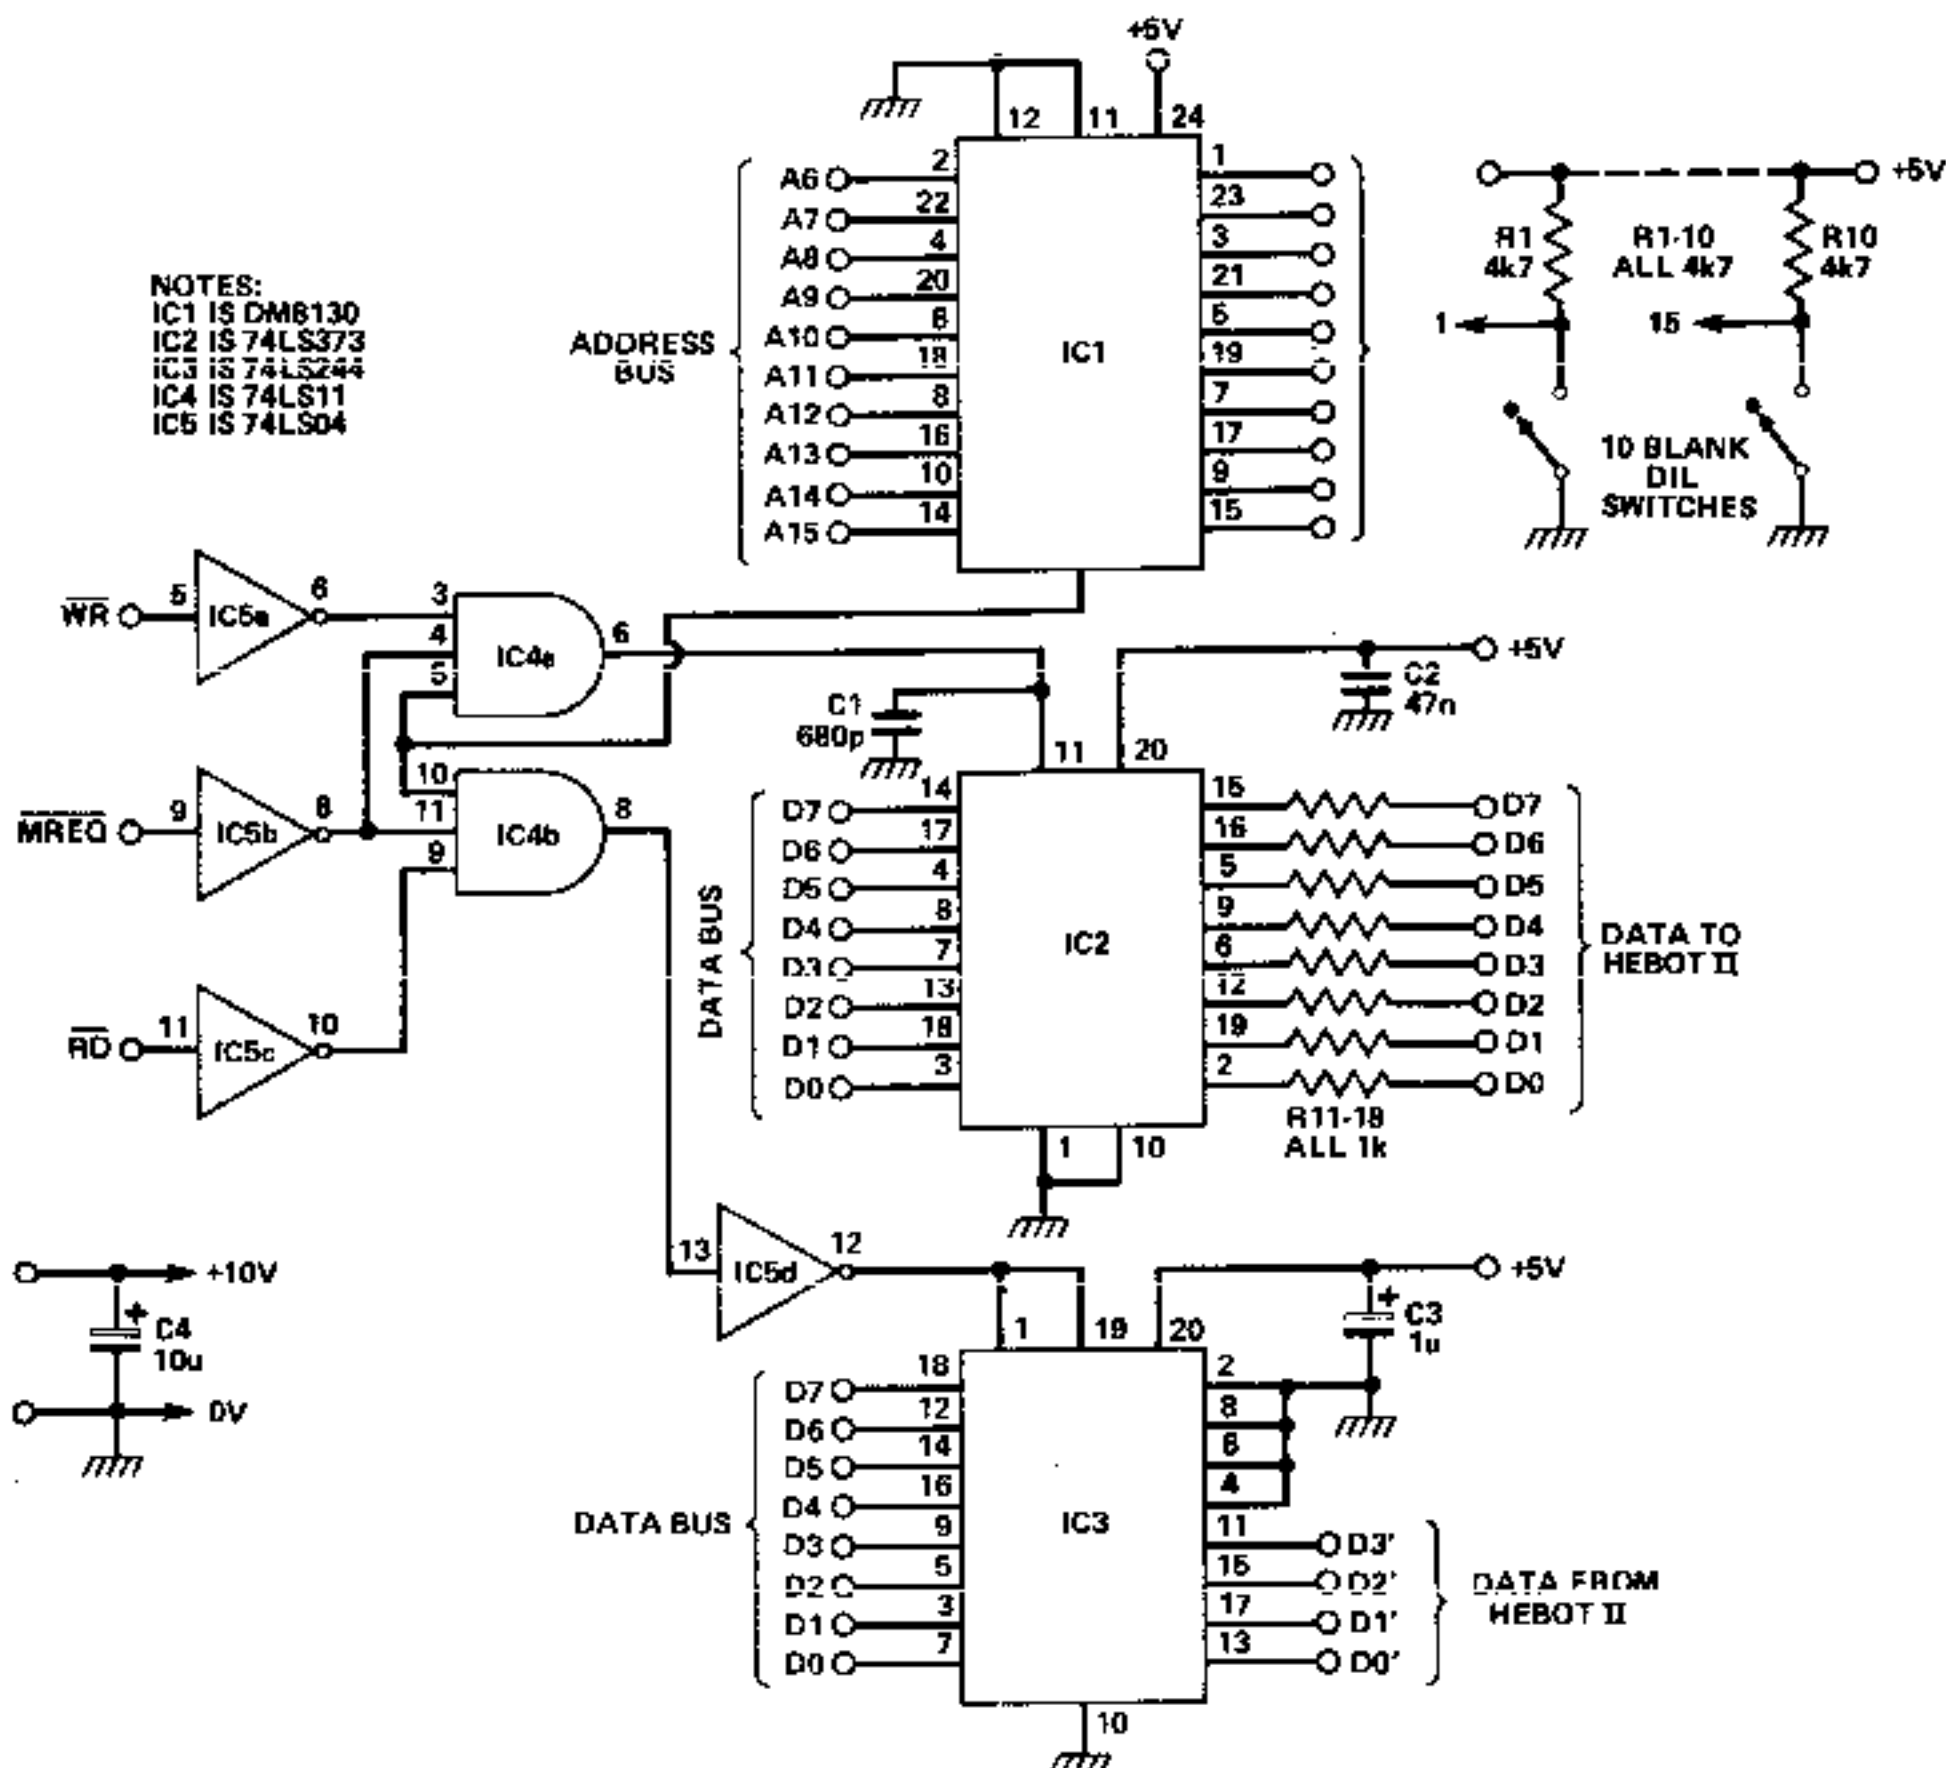 +5V
12
11
24
NOTES:
IC1 IS DM8130
IC2 IS 74LS373
IC3 IS 74LS244
IC4 IS 74LS11
IC5 IS 74LS04
ADDRESS
BUS
A6
2
A7
22
A8
4
A9
20
A10
6
A11
18
A12
8
A13
16
A14
10
A15
14
IC1
1
23
3
21
5
19
7
17
9
15
+5V
R1
4k7
R1-10
ALL 4k7
R10
4k7
1
15
10 BLANK
DIL
SWITCHES
WR
5
IC5a
6
3
4
5
IC4a
6
MREQ
9
IC5b
8
10
11
9
IC4b
8
RD
11
IC5c
10
C1
680p
11
20
+5V
C2
47n
DATA BUS
D7
14
D6
17
D5
4
D4
8
D3
7
D2
13
D1
18
D0
3
IC2
15
D7
16
D6
5
D5
9
D4
6
D3
12
D2
19
D1
2
D0
R11-18
ALL 1k
DATA TO
HEBOT II
1
10
+10V
+
C4
10u
0V
13
IC5d
12
1
19
20
+5V
+
C3
1u
DATA BUS
D7
18
D6
12
D5
14
D4
16
D3
9
D2
5
D1
3
D0
7
IC3
2
8
6
4
11
D3'
15
D2'
17
D1'
13
D0'
DATA FROM
HEBOT II
10